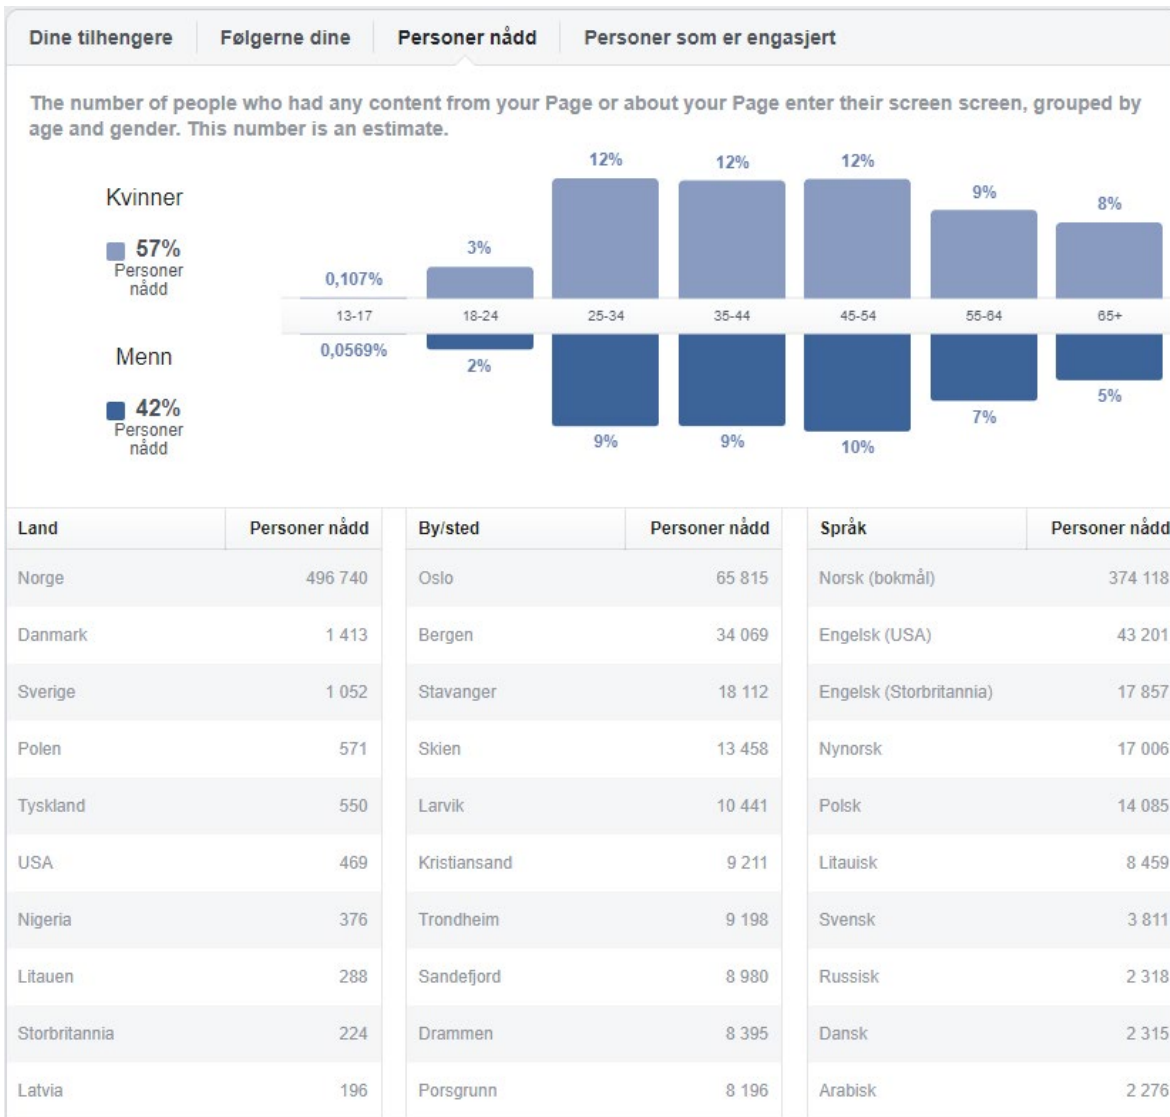 Dine tilhengere Følgerne dine Personer nådd Personer som er engasjert
The number of people who had any content from your Page or about your Page enter their screen screen, grouped by
age and gender. This number is an estimate.
12% 12% 12%
Kvinner
9%
8%
57%
3%
Personer
nådd
0,107%
13-17 18-24 25-34 35-44 45-54 55-64 65+
0,0569%
Menn
2%
5%
42%
7%
Personer
nådd
9% 9% 10%
Land Personer nådd By/sted Personer nådd Språk Personer nådd
Norge 496 740 Oslo 65 815 Norsk (bokmål) 374 118
Danmark 1 413 Bergen 34 069 Engelsk (USA) 43 201
Sverige 1 052 Stavanger 18 112 Engelsk (Storbritannia) 17 857
Polen 571 Skien 13 458 Nynorsk 17 006
Tyskland 550 Larvik 10 441 Polsk 14 085
USA 469 Kristiansand 9 211 Litauisk 8 459
Nigeria 376 Trondheim 9 198 Svensk 3 811
Litauen 288 Sandefjord 8 980 Russisk 2 318
Storbritannia 224 Drammen 8 395 Dansk 2 315
Latvia 196 Porsgrunn 8 196 Arabisk 2 276